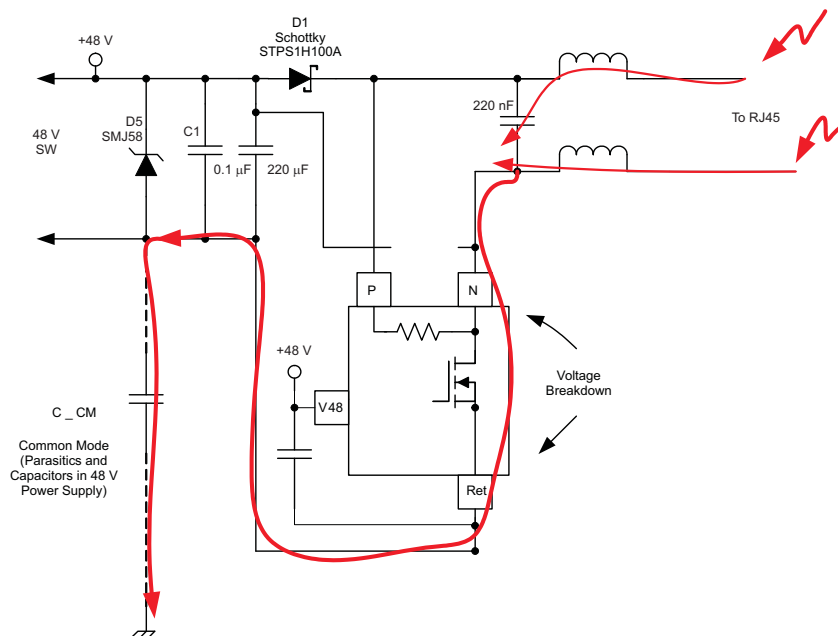 D1
Schottky
STPS1H100A
+48 V
D5
SMJ58
C1
220 nF
To RJ45
48 V
SW
0.1 µF
220 µF
P
N
+48 V
V48
Voltage
Breakdown
C _ CM
Common Mode
(Parasitics and
Capacitors in 48 V
Power Supply)
Ret